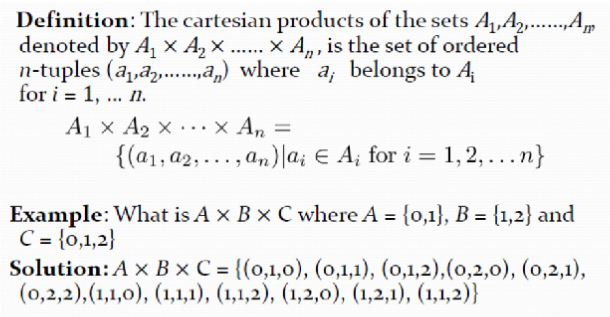 Definition: The cartesian products of the sets A₁,A₂,……,Aₙ,
denoted by A₁ × A₂ × …… × Aₙ , is the set of ordered
n-tuples (a₁,a₂,……,aₙ) where aᵢ belongs to Aᵢ
for i = 1, … n.
A₁ × A₂ × · · · × Aₙ =
{(a₁, a₂, . . . , aₙ)|aᵢ ∈ Aᵢ for i = 1, 2, . . . n}
Example: What is A × B × C where A = {0,1}, B = {1,2} and
C = {0,1,2}
Solution: A × B × C = {(0,1,0), (0,1,1), (0,1,2),(0,2,0), (0,2,1),
(0,2,2),(1,1,0), (1,1,1), (1,1,2), (1,2,0), (1,2,1), (1,1,2)}